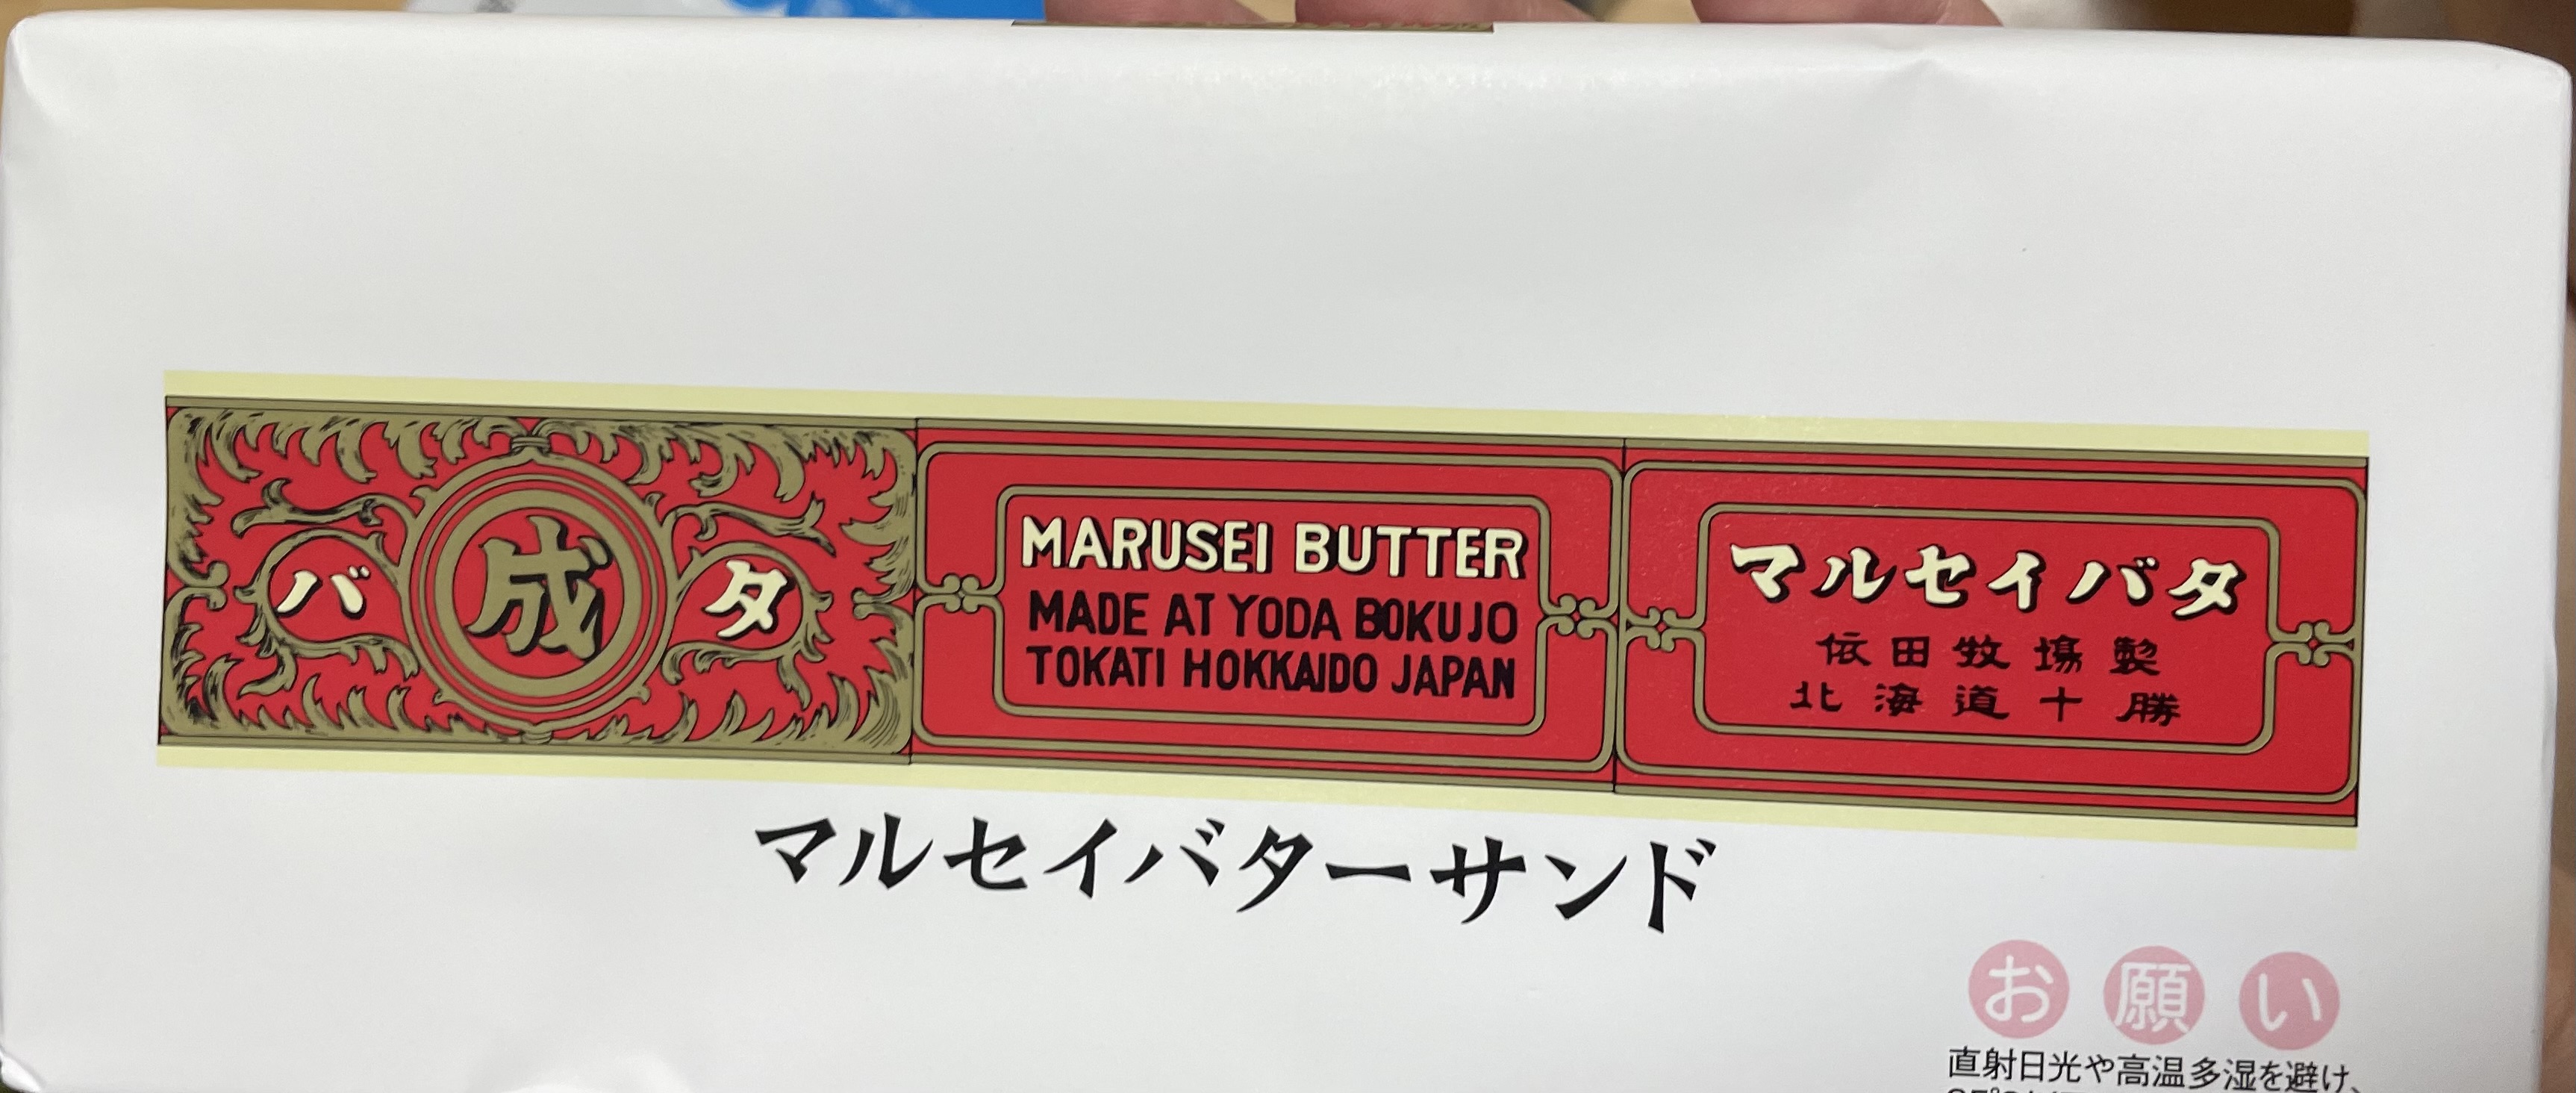 バ 成 タ
MARUSEI BUTTER
MADE AT YODA BOKUJO
TOKATI HOKKAIDO JAPAN
マルセイバタ
依田牧場製
北海道十勝
マルセイバターサンド
お願い
直射日光や高温多湿を避け、